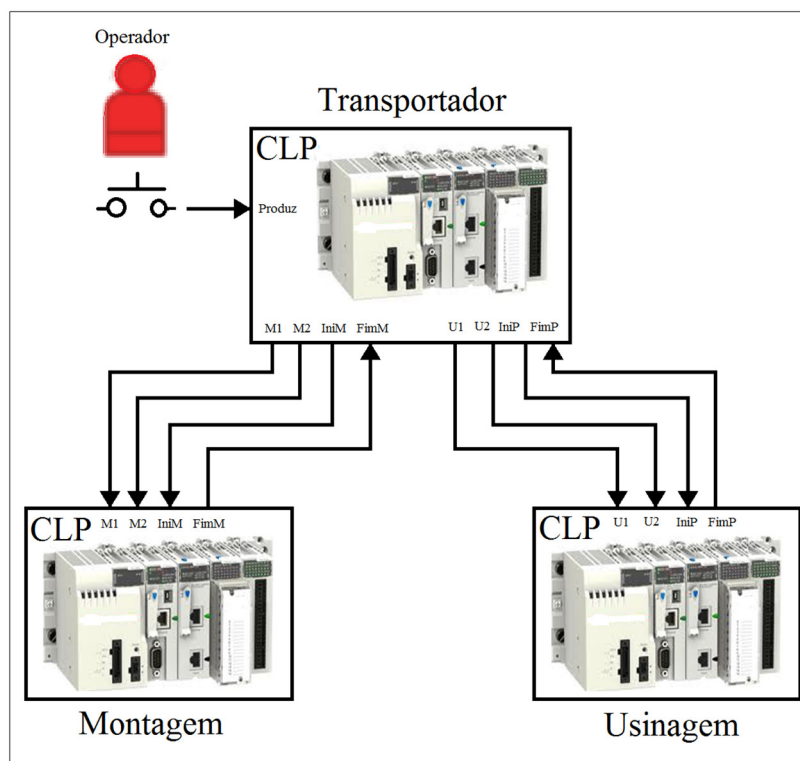 Operador
Transportador
CLP
Produz
M1 M2 IniM FimM U1 U2 IniP FimP
CLP M1 M2 IniM FimM
CLP U1 U2 IniP FimP
Montagem
Usinagem